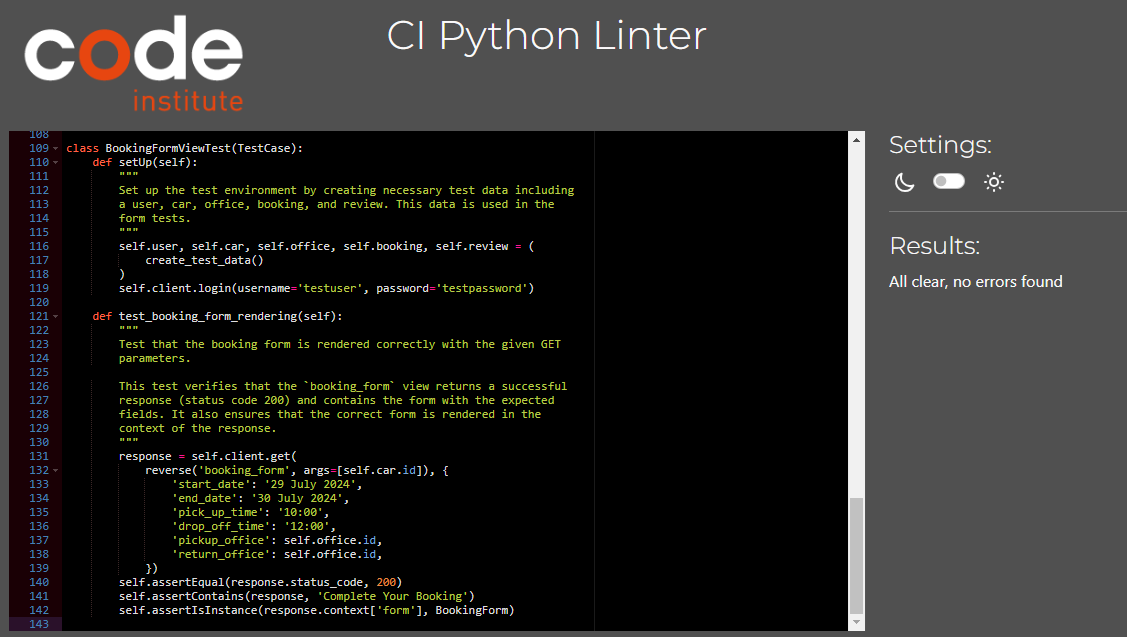 code
institute
CI Python Linter
108
109 class BookingFormViewTest(TestCase):
110     def setUp(self):
111         """
112         Set up the test environment by creating necessary test data including
113         a user, car, office, booking, and review. This data is used in the
114         form tests.
115         """
116         self.user, self.car, self.office, self.booking, self.review = (
117             create_test_data()
118         )
119         self.client.login(username='testuser', password='testpassword')
120
121     def test_booking_form_rendering(self):
122         """
123         Test that the booking form is rendered correctly with the given GET
124         parameters.
125
126         This test verifies that the `booking_form` view returns a successful
127         response (status code 200) and contains the form with the expected
128         fields. It also ensures that the correct form is rendered in the
129         context of the response.
130         """
131         response = self.client.get(
132             reverse('booking_form', args=[self.car.id]), {
133                 'start_date': '29 July 2024',
134                 'end_date': '30 July 2024',
135                 'pick_up_time': '10:00',
136                 'drop_off_time': '12:00',
137                 'pickup_office': self.office.id,
138                 'return_office': self.office.id,
139             })
140         self.assertEqual(response.status_code, 200)
141         self.assertContains(response, 'Complete Your Booking')
142         self.assertIsInstance(response.context['form'], BookingForm)
143
Settings:
Results:
All clear, no errors found